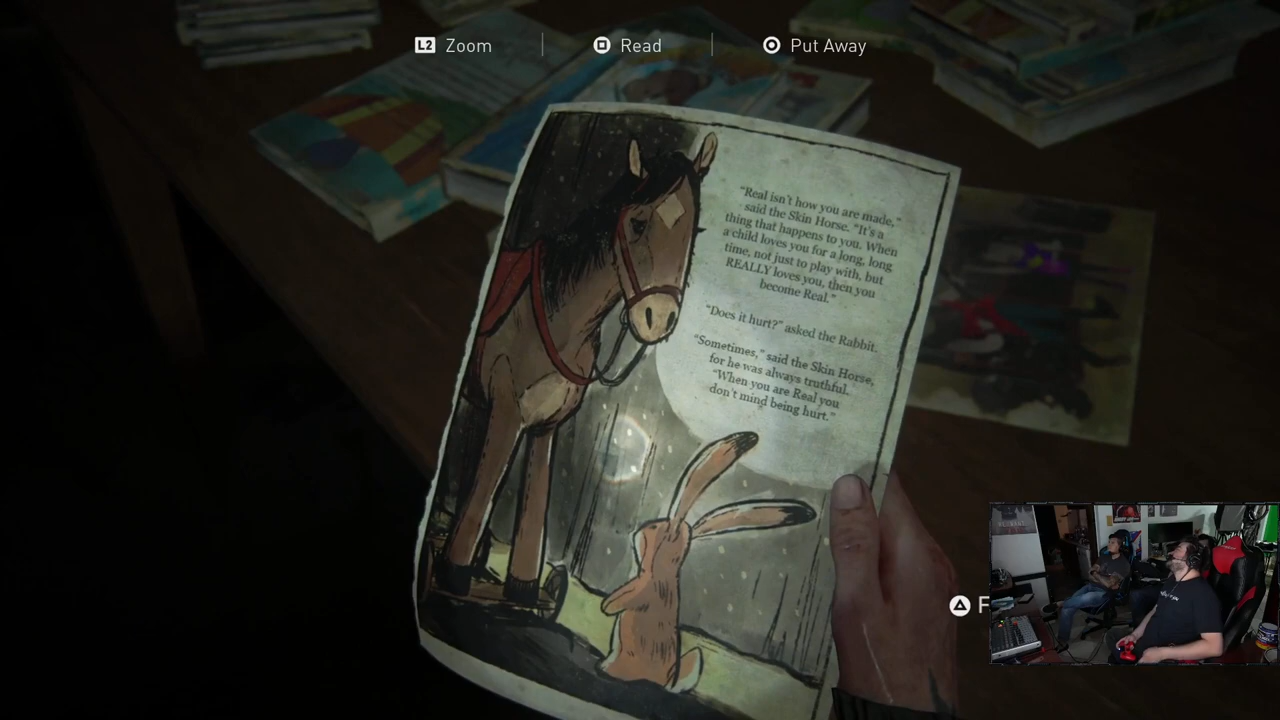 L2 Zoom
Read
Put Away
“Real isn't how you are made,”
said the Skin Horse. “It's a
thing that happens to you. When
a child loves you for a long, long
time, not just to play with, but
REALLY loves you, then you
become Real.”
“Does it hurt?” asked the Rabbit.
“Sometimes,” said the Skin Horse,
for he was always truthful.
“When you are Real you
don't mind being hurt.”
F